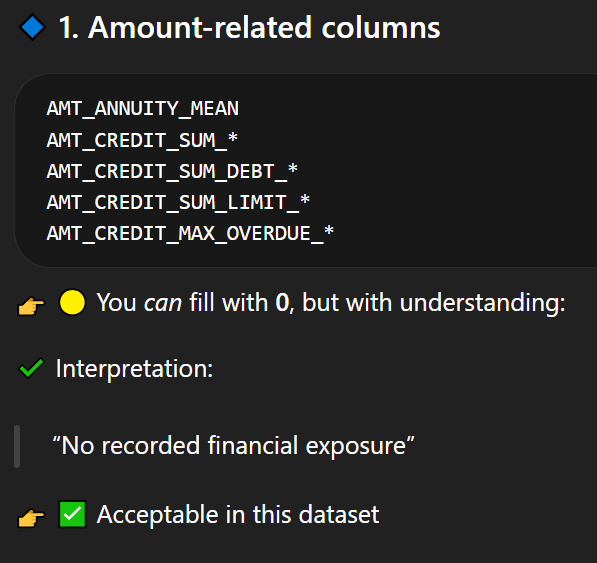 1. Amount-related columns
AMT_ANNUITY_MEAN
AMT_CREDIT_SUM_*
AMT_CREDIT_SUM_DEBT_*
AMT_CREDIT_SUM_LIMIT_*
AMT_CREDIT_MAX_OVERDUE_*
You can fill with 0, but with understanding:
Interpretation:
“No recorded financial exposure”
Acceptable in this dataset